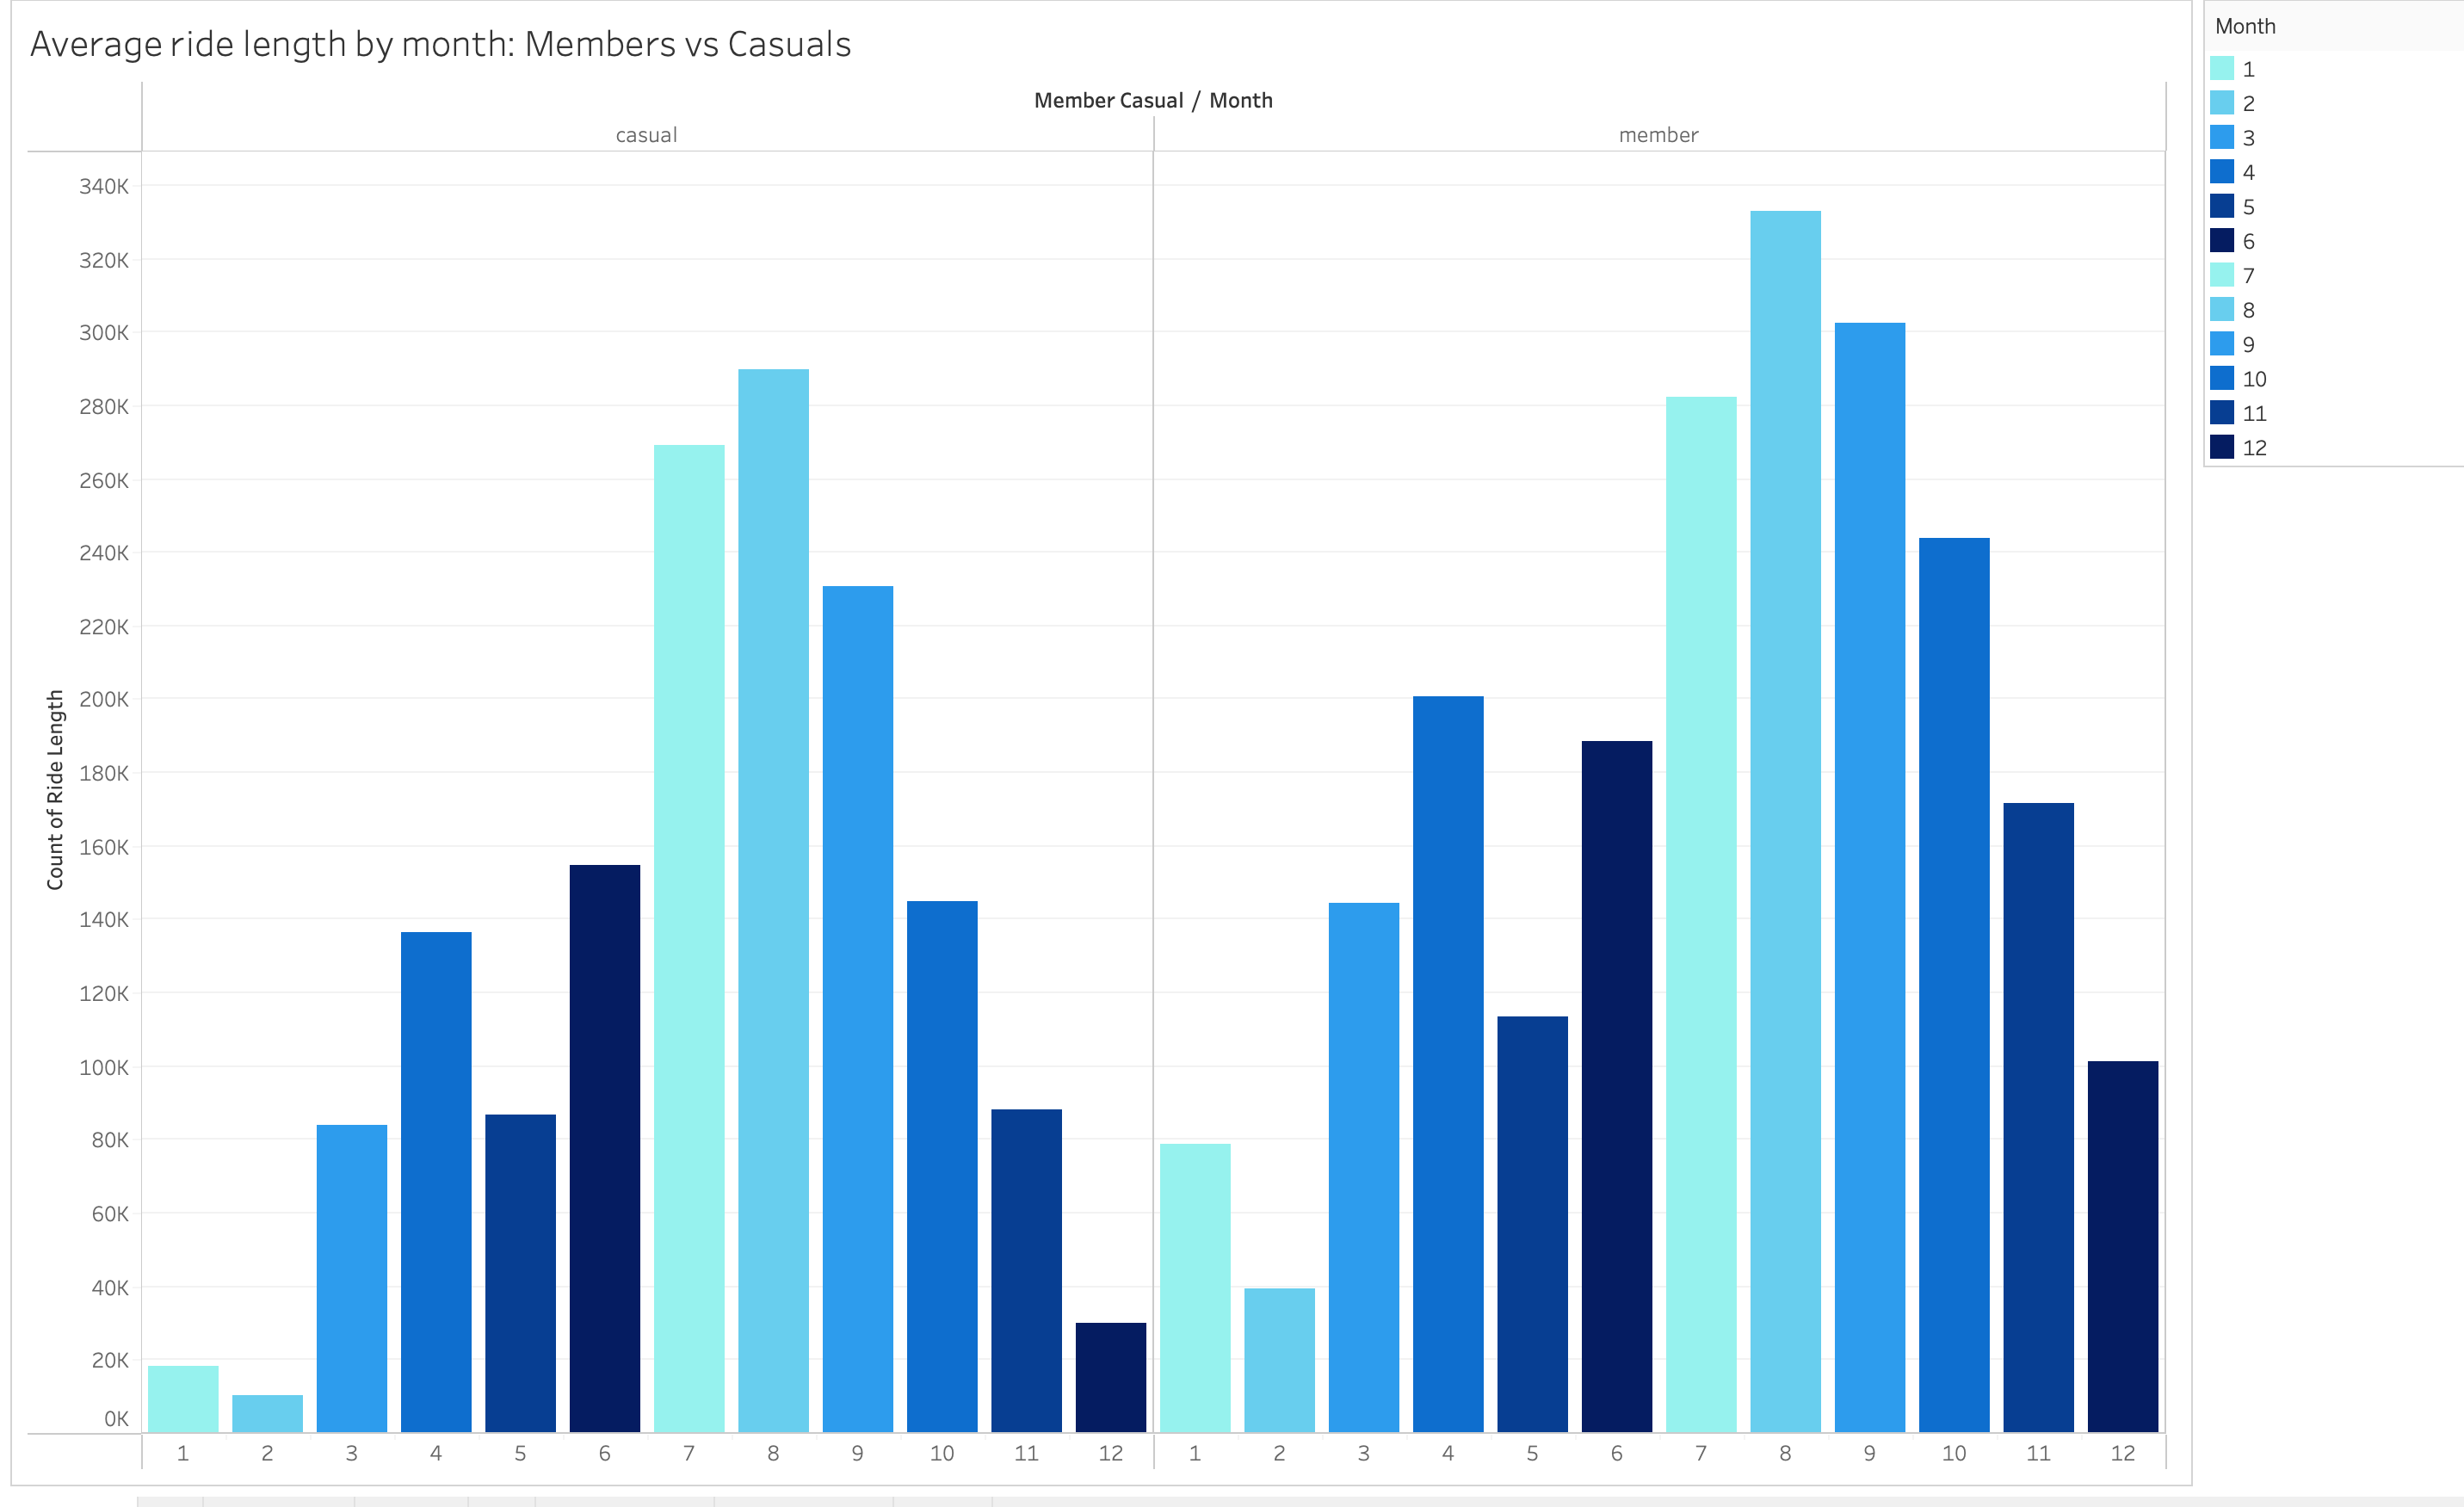 Average ride length by month: Members vs Casuals
Member Casual / Month
casual
member
340K
320K
300K
280K
260K
240K
220K
200K
180K
160K
140K
120K
100K
80K
60K
40K
20K
0K
Count of Ride Length
1 2 3 4 5 6 7 8 9 10 11 12 1 2 3 4 5 6 7 8 9 10 11 12
Month
1
2
3
4
5
6
7
8
9
10
11
12